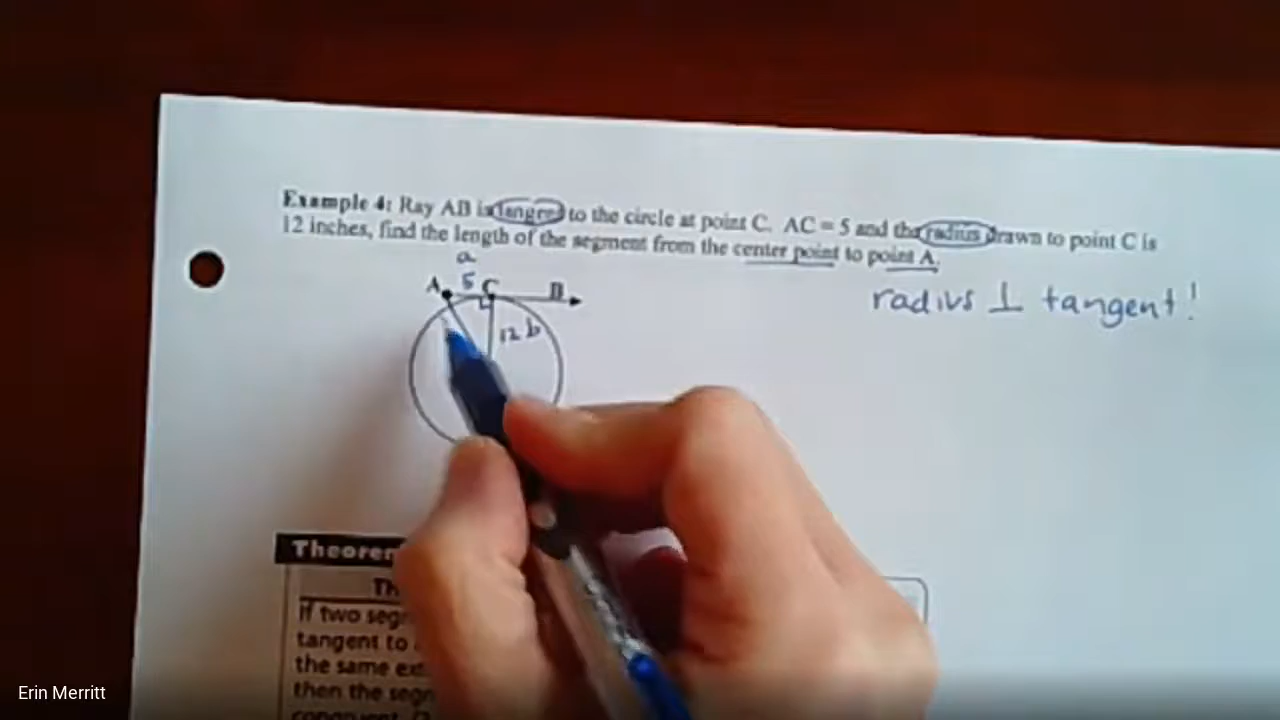 Example 4: Ray AB is tangent to the circle at point C. AC = 5 and the radius drawn to point C is
12 inches, find the length of the segment from the center point to point A.
a
A 5 C B
radius ⊥ tangent!
12 b
Theorem
If two seg
tangent to
the same ext
then the segm
congruent.
Erin Merritt